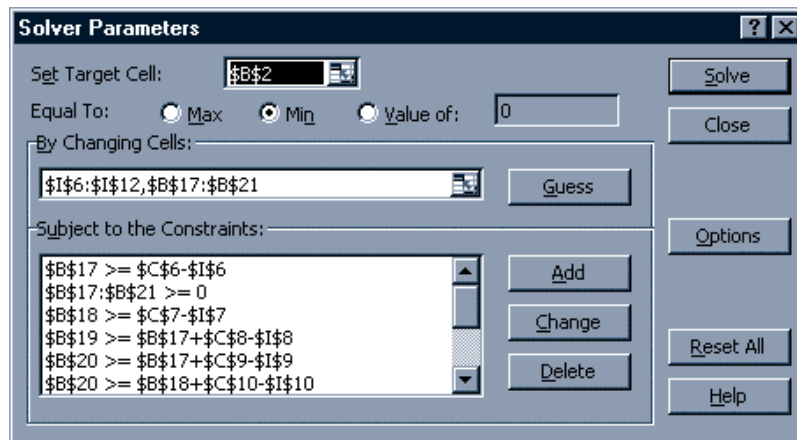 Solver Parameters
Set Target Cell: $B$2
Equal To: Max Min Value of: 0
By Changing Cells:
$I$6:$I$12,$B$17:$B$21
Guess
Subject to the Constraints:
$B$17 >= $C$6-$I$6
$B$17:$B$21 >= 0
$B$18 >= $C$7-$I$7
$B$19 >= $B$17+$C$8-$I$8
$B$20 >= $B$17+$C$9-$I$9
$B$20 >= $B$18+$C$10-$I$10
Add
Change
Delete
Solve
Close
Options
Reset All
Help